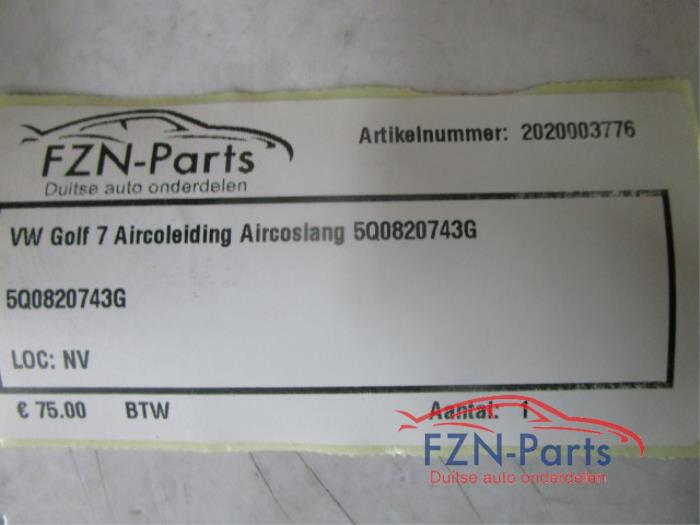 FZN-Parts
Duitse auto onderdelen
Artikelnummer: 2020003776
VW Golf 7 Aircoleiding Aircoslang 5Q0820743G
5Q0820743G
LOC: NV
€ 75.00 BTW Aantal: 1
FZN-Parts
Duitse auto onderdelen